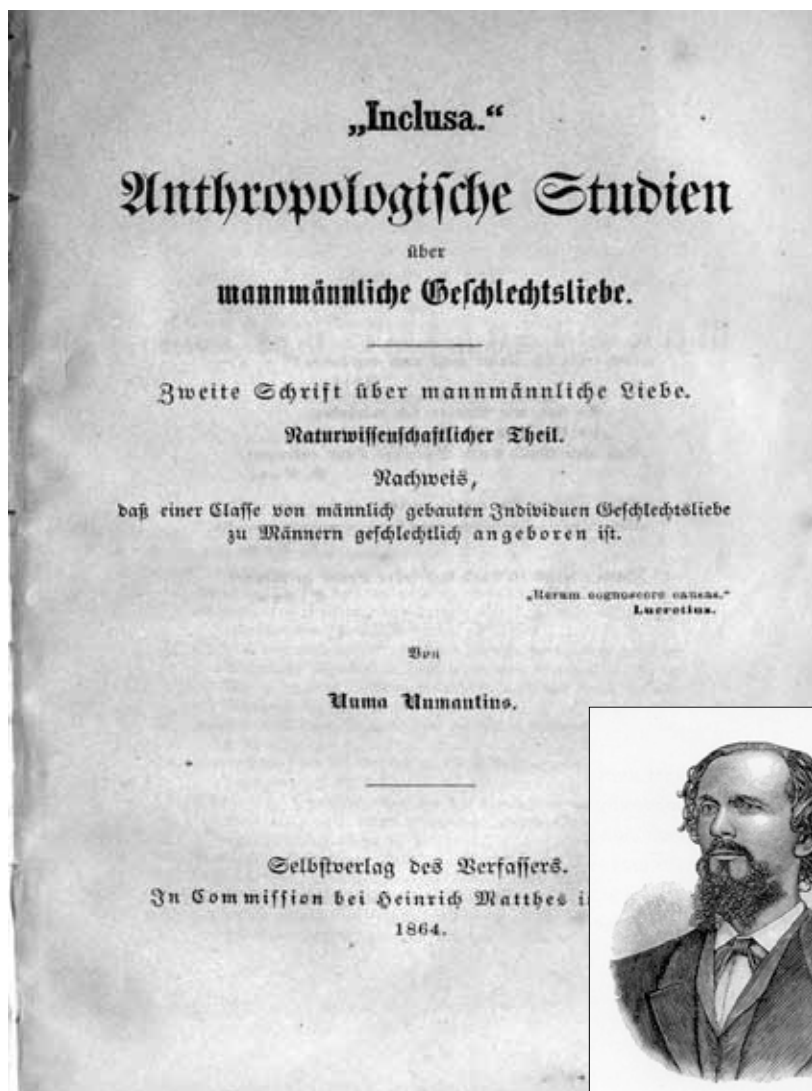 „Inclusa.“
Anthropologische Studien
über
mannmännliche Geschlechtsliebe.
Zweite Schrift über mannmännliche Liebe.
Naturwissenschaftlicher Theil.
Nachweis,
daß einer Classe von männlich gebauten Individuen Geschlechtsliebe
zu Männern geschlechtlich angeboren ist.
„Rerum cognoscere causas.“
Lucretius.
Von
Numa Numantius.
Selbstverlag des Verfassers.
In Commission bei Heinrich Matthes
1864.